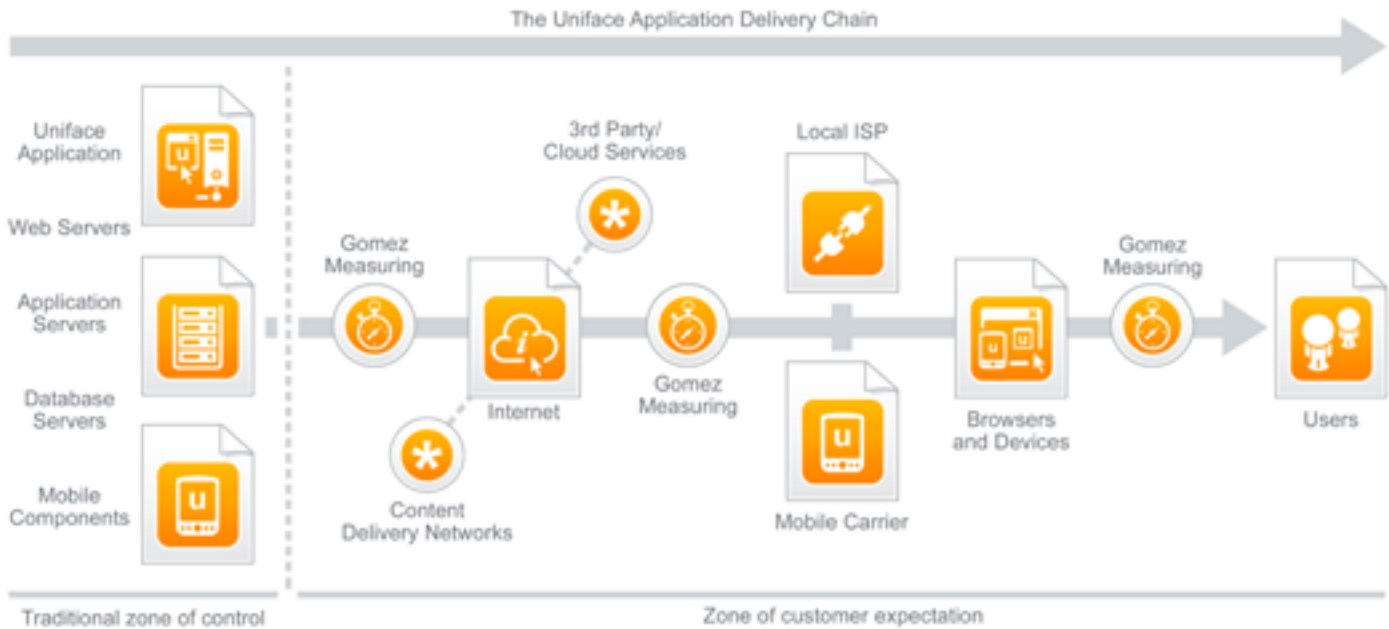 The Uniface Application Delivery Chain
Uniface
Application
Web Servers
Application
Servers
Database
Servers
Mobile
Components
Gomez
Measuring
3rd Party/
Cloud Services
Internet
Content
Delivery Networks
Gomez
Measuring
Local ISP
Mobile Carrier
Browsers
and Devices
Gomez
Measuring
Users
Traditional zone of control
Zone of customer expectation